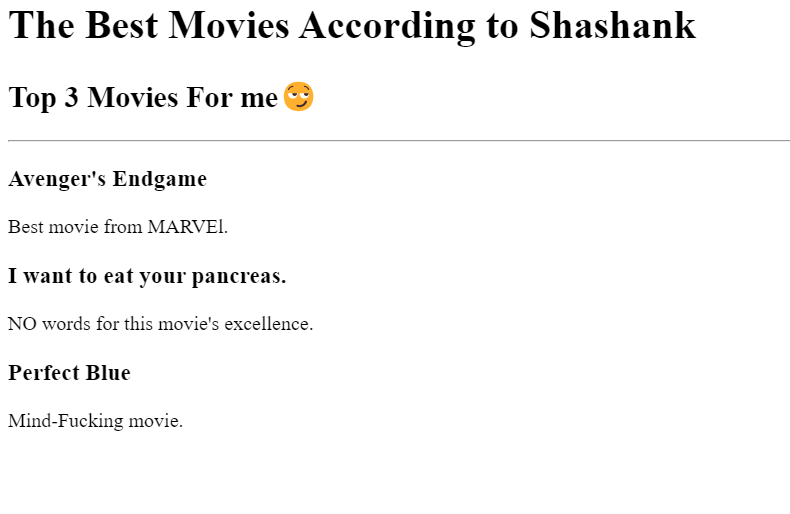 The Best Movies According to Shashank
Top 3 Movies For me😏
Avenger's Endgame
Best movie from MARVEl.
I want to eat your pancreas.
NO words for this movie's excellence.
Perfect Blue
Mind-Fucking movie.